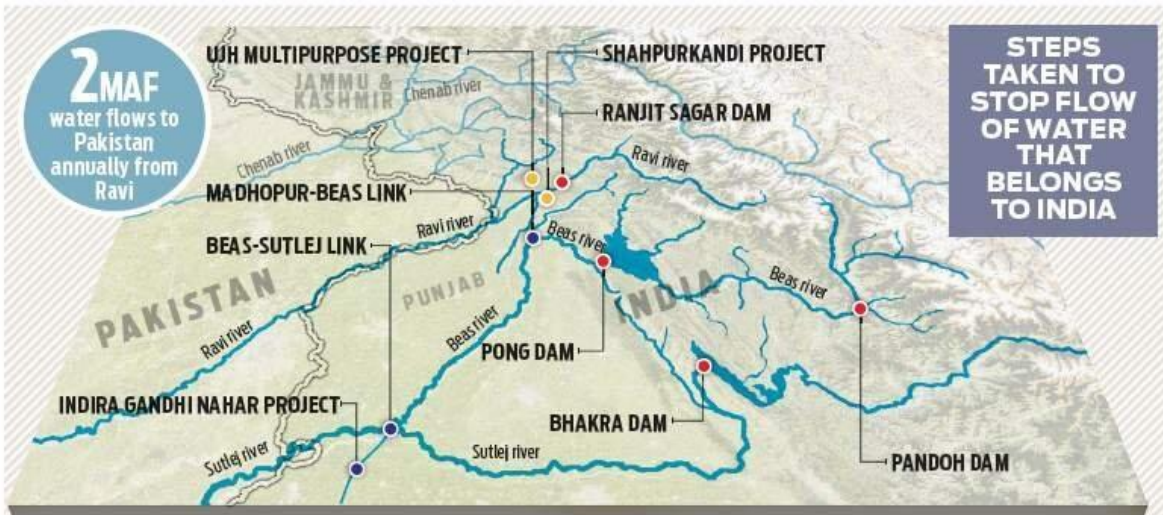 2MAF
water flows to
Pakistan
annually from
Ravi
UJH MULTIPURPOSE PROJECT
SHAHPURKANDI PROJECT
STEPS
TAKEN TO
STOP FLOW
OF WATER
THAT
BELONGS
TO INDIA
JAMMU &
KASHMIR
Chenab river
RANJIT SAGAR DAM
Chenab river
Ravi river
MADHOPUR-BEAS LINK
Ravi river
BEAS-SUTLEJ LINK
Beas river
PAKISTAN
PUNJAB
INDIA
Beas river
Ravi river
Beas river
PONG DAM
INDIRA GANDHI NAHAR PROJECT
BHAKRA DAM
Sutlej river
Sutlej river
PANDOH DAM